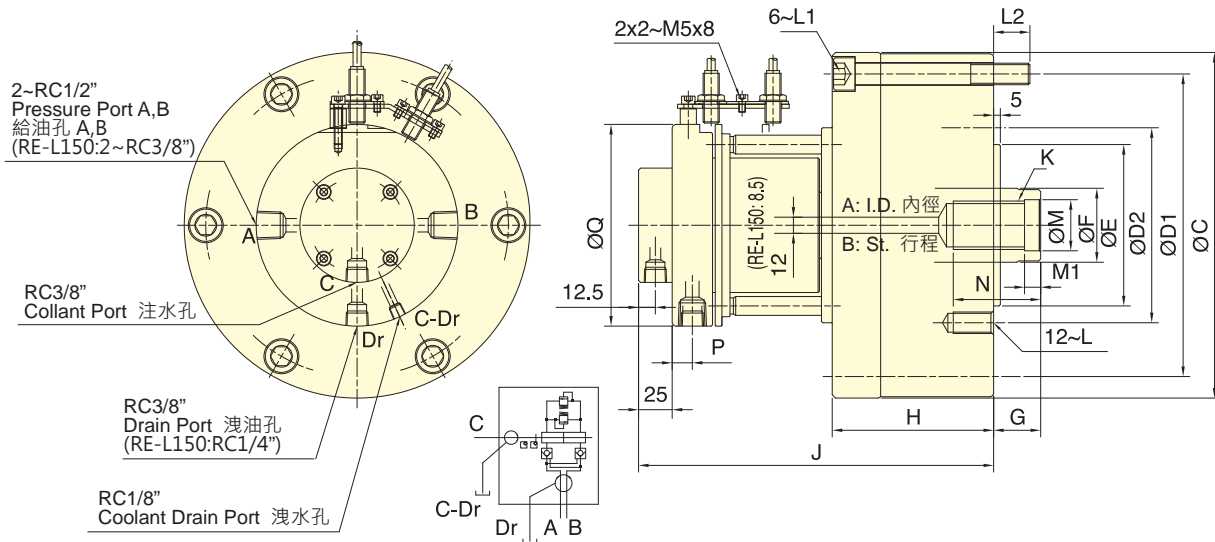 2~RC1/2"
Pressure Port A,B
給油孔 A,B
(RE-L150:2~RC3/8")
A
B
C
RC3/8"
Collant Port 注水孔
C-Dr
Dr
RC3/8"
Drain Port 洩油孔
(RE-L150:RC1/4")
RC1/8"
Coolant Drain Port 洩水孔
C
C-Dr
Dr A B
2x2~M5x8
6~L1
L2
5
K
(RE-L150: 8.5)
12
A: I.D. 內徑
B: St. 行程
ØQ
ØM
ØF
ØE
ØD2
ØD1
ØC
M1
N
12.5
P
12~L
25
H
G
J